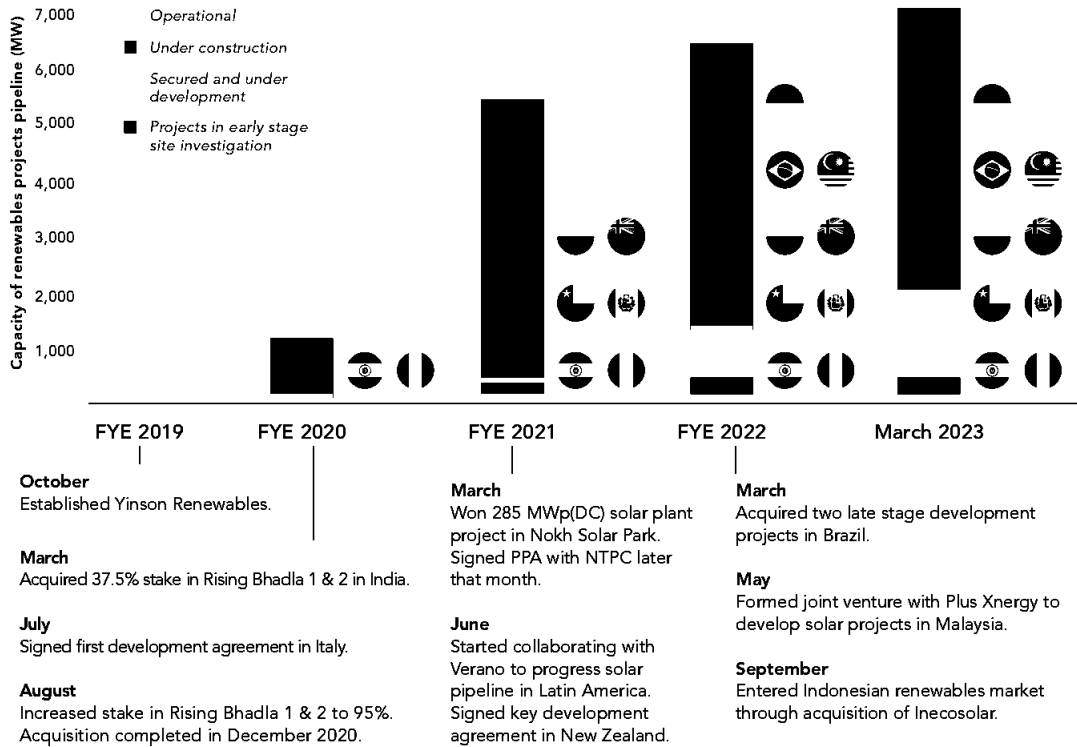 Capacity of renewables projects pipeline (MW)
7,000
6,000
5,000
4,000
3,000
2,000
1,000
Operational
Under construction
Secured and under
development
Projects in early stage
site investigation
FYE 2019
FYE 2020
FYE 2021
FYE 2022
March 2023
October
Established Yinson Renewables.
March
Acquired 37.5% stake in Rising Bhadla 1 & 2 in India.
July
Signed first development agreement in Italy.
August
Increased stake in Rising Bhadla 1 & 2 to 95%.
Acquisition completed in December 2020.
March
Won 285 MWp(DC) solar plant
project in Nokh Solar Park.
Signed PPA with NTPC later
that month.
June
Started collaborating with
Verano to progress solar
pipeline in Latin America.
Signed key development
agreement in New Zealand.
March
Acquired two late stage development
projects in Brazil.
May
Formed joint venture with Plus Xnergy to
develop solar projects in Malaysia.
September
Entered Indonesian renewables market
through acquisition of Inecosolar.